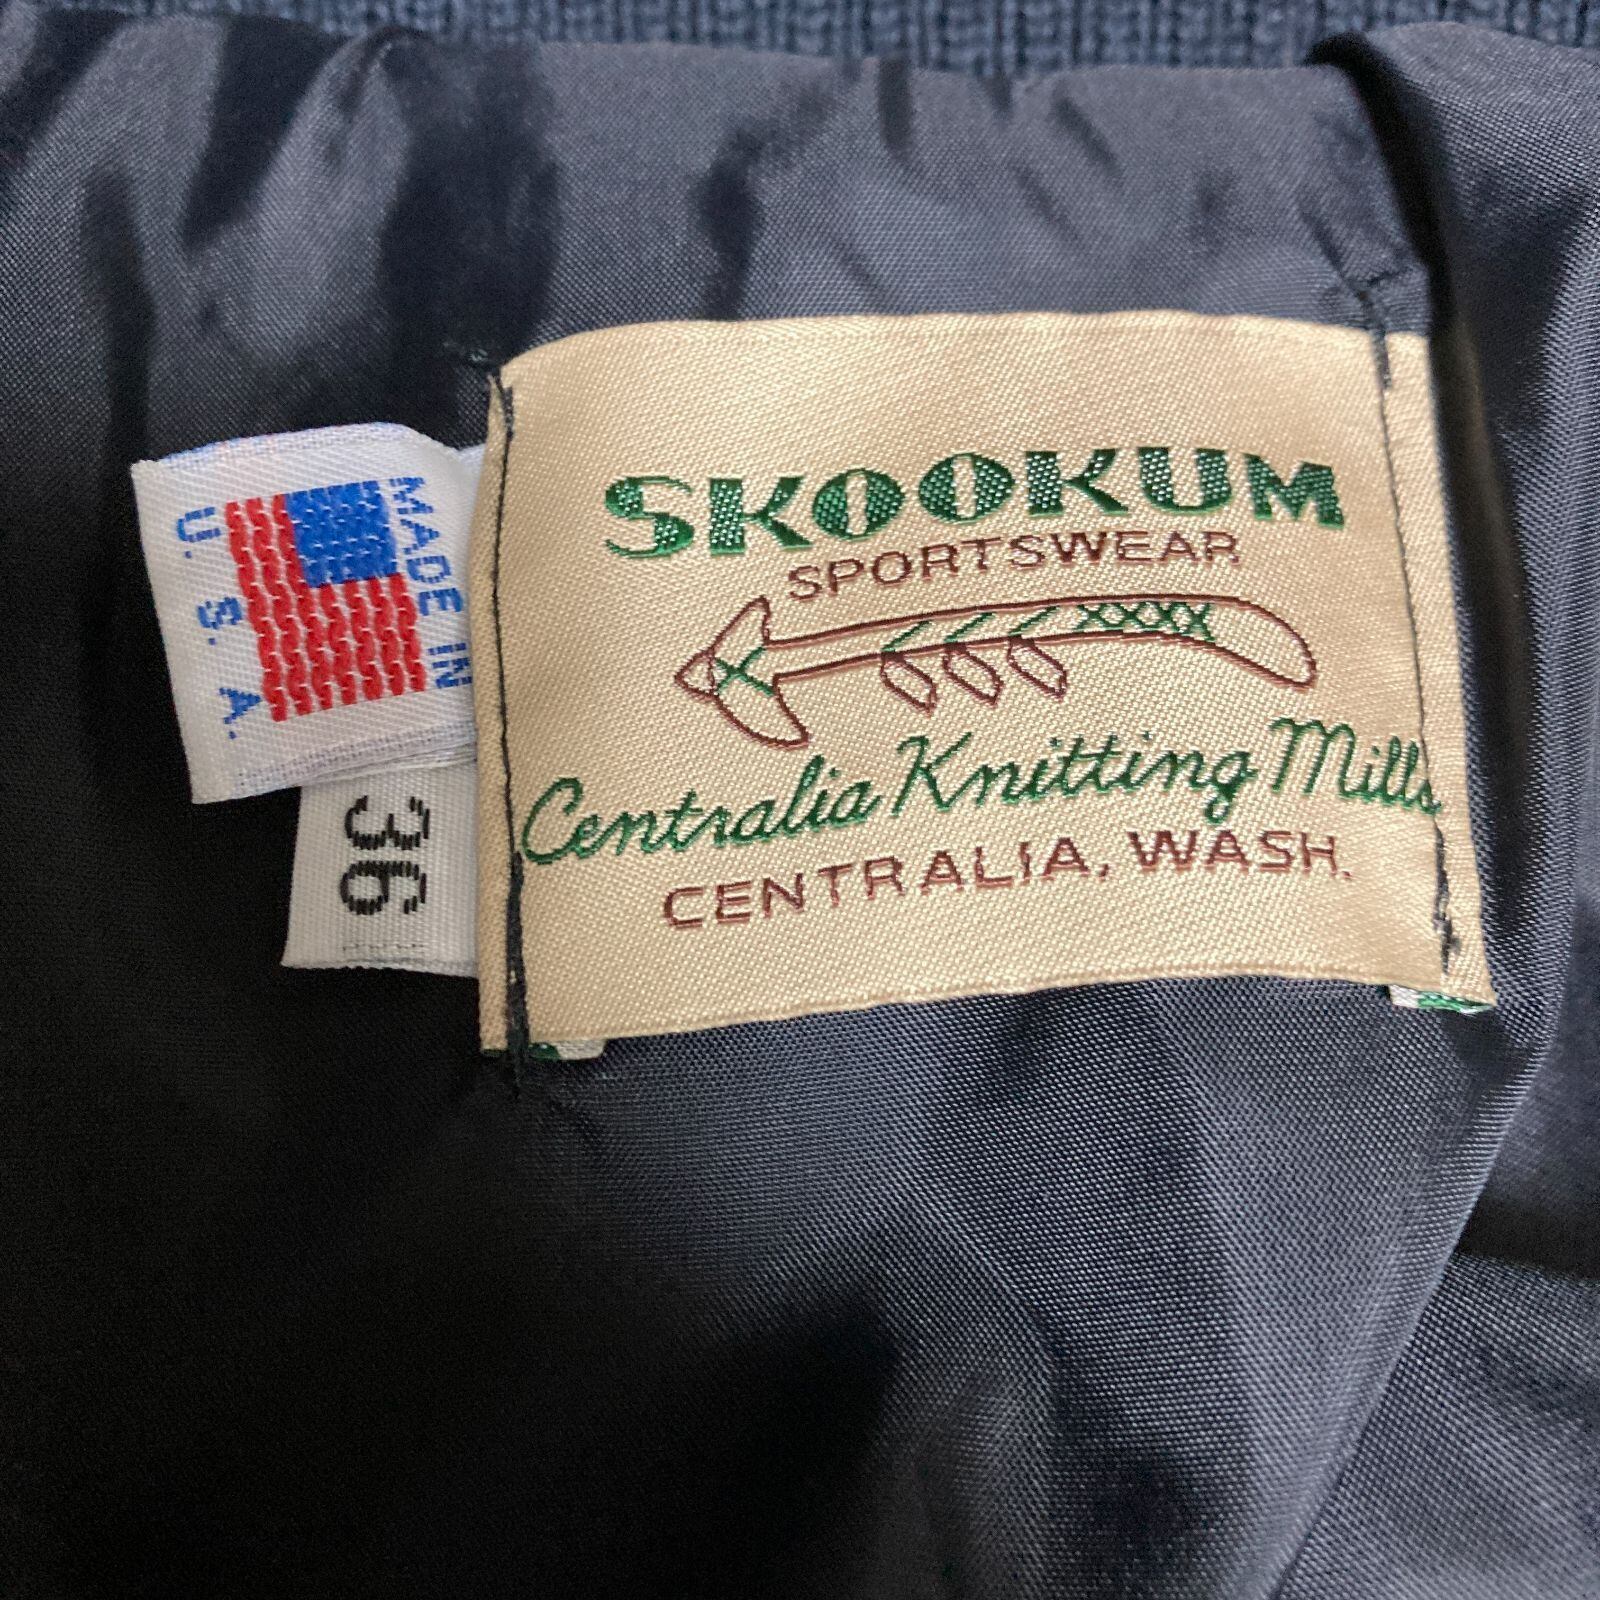 SKOOKUM
SPORTSWEAR
Centralia Knitting Mills
CENTRALIA, WASH.
MADE IN
U. S. A.
36